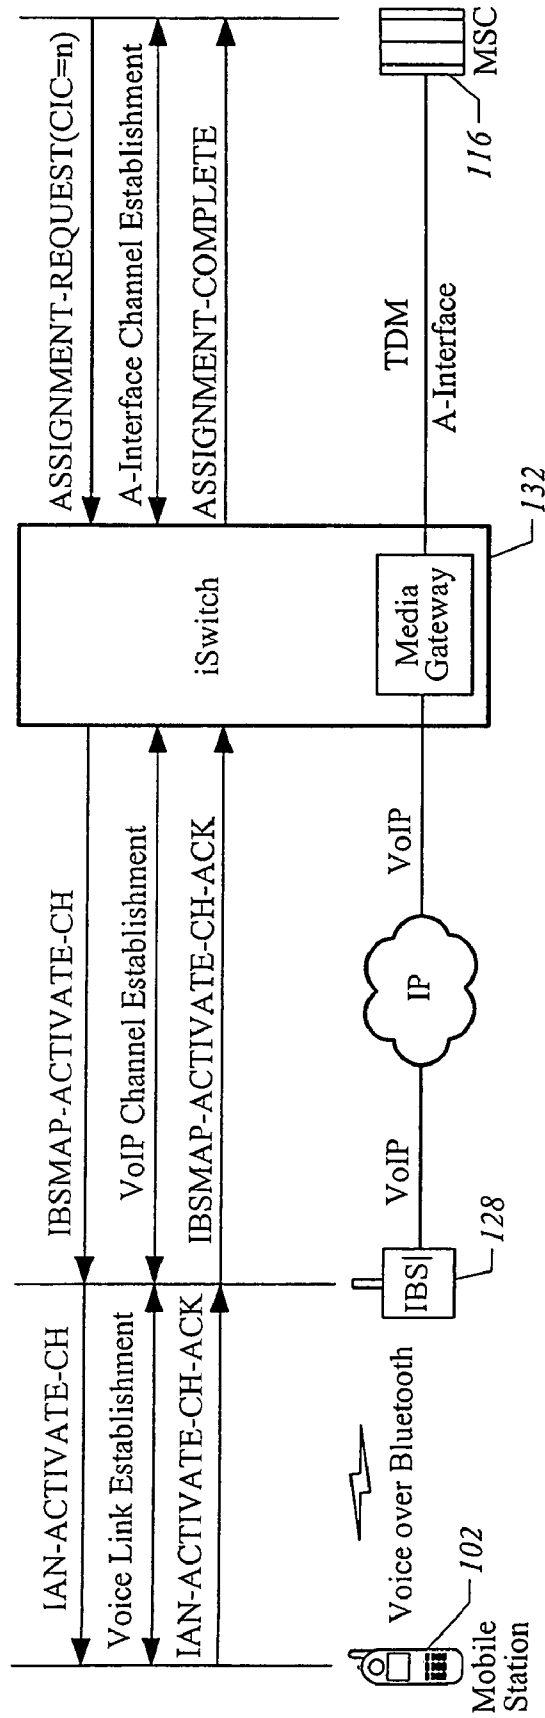 IAN-ACTIVATE-CH
Voice Link Establishment
IAN-ACTIVATE-CH-ACK
IBSMAP-ACTIVATE-CH
VoIP Channel Establishment
IBSMAP-ACTIVATE-CH-ACK
iSwitch
ASSIGNMENT-REQUEST(CIC=n)
A-Interface Channel Establishment
ASSIGNMENT-COMPLETE
Mobile
Station
102
Voice over Bluetooth
IBS
128
VoIP
IP
VoIP
Media
Gateway
132
TDM
A-Interface
MSC
116